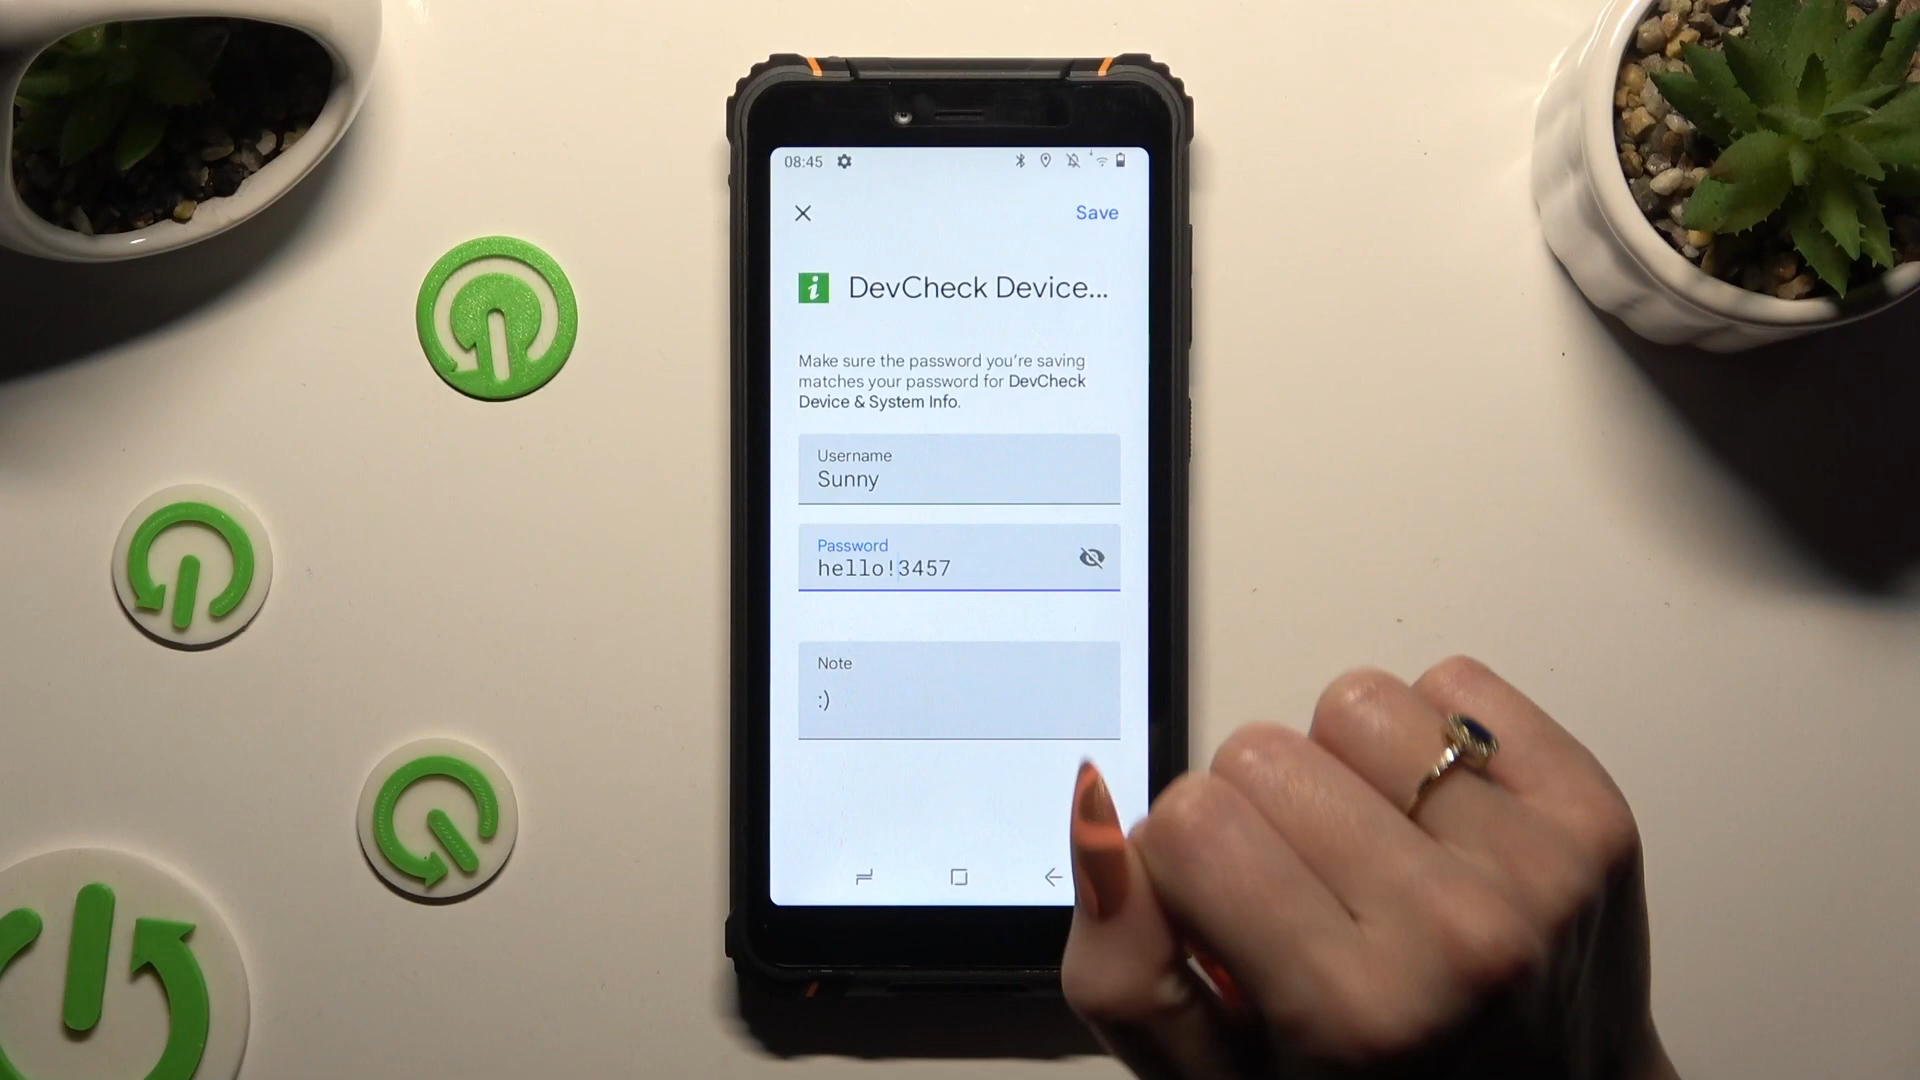 08:45
Save
i DevCheck Device...
Make sure the password you're saving
matches your password for DevCheck
Device & System Info.
Username
Sunny
Password
hello!3457
Note
:)